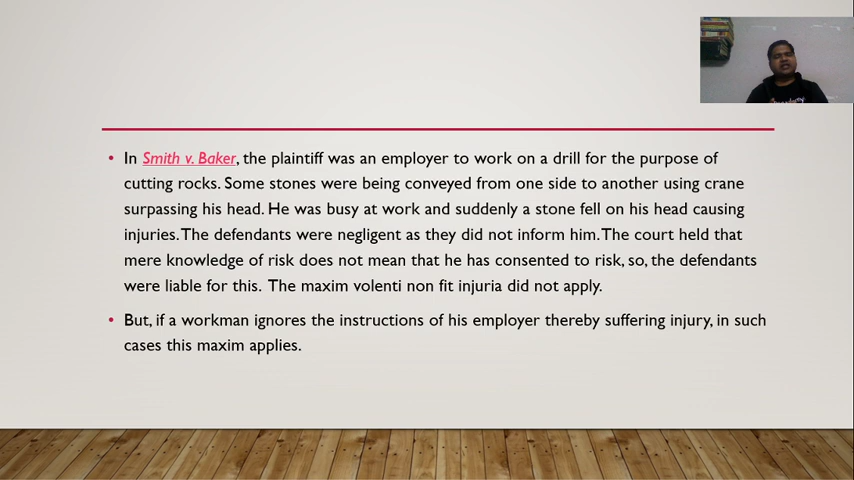 • In Smith v. Baker, the plaintiff was an employer to work on a drill for the purpose of
cutting rocks. Some stones were being conveyed from one side to another using crane
surpassing his head. He was busy at work and suddenly a stone fell on his head causing
injuries. The defendants were negligent as they did not inform him. The court held that
mere knowledge of risk does not mean that he has consented to risk, so, the defendants
were liable for this. The maxim volenti non fit injuria did not apply.
• But, if a workman ignores the instructions of his employer thereby suffering injury, in such
cases this maxim applies.